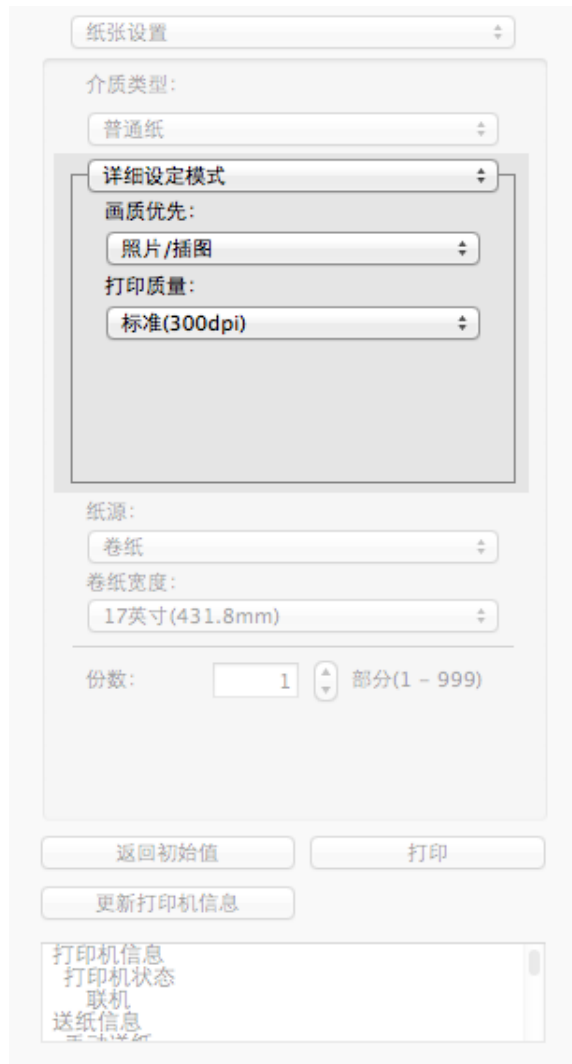 纸张设置
介质类型:
普通纸
详细设定模式
画质优先:
照片/插图
打印质量:
标准(300dpi)
纸源:
卷纸
卷纸宽度:
17英寸(431.8mm)
份数: 1 部分(1 – 999)
返回初始值 打印
更新打印机信息
打印机信息
打印机状态
联机
送纸信息